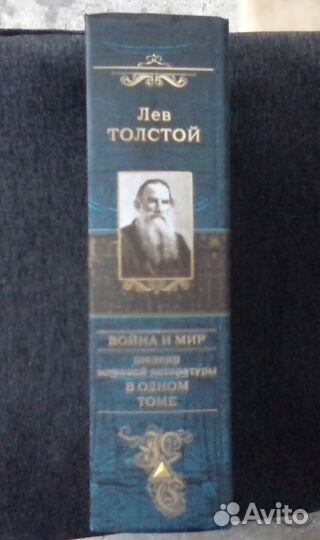 Лев
ТОЛСТОЙ
ВОЙНА И МИР
шедевр
мировой литературы
В ОДНОМ
ТОМЕ
Avito